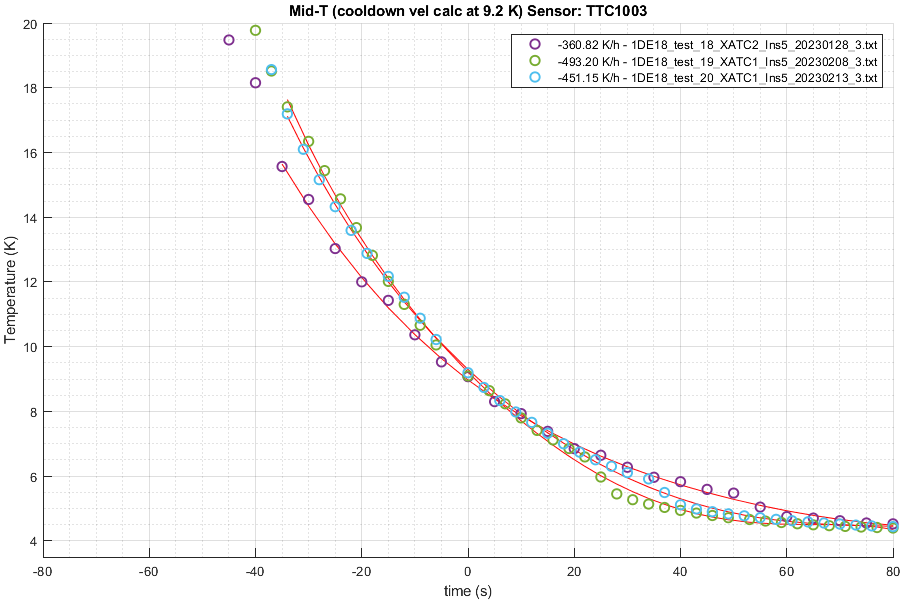 Mid-T (cooldown vel calc at 9.2 K) Sensor: TTC1003
-360.82 K/h - 1DE18_test_18_XATC2_Ins5_20230128_3.txt
-493.20 K/h - 1DE18_test_19_XATC1_Ins5_20230208_3.txt
-451.15 K/h - 1DE18_test_20_XATC1_Ins5_20230213_3.txt
Temperature (K)
20
18
16
14
12
10
8
6
4
-80 -60 -40 -20 0 20 40 60 80
time (s)